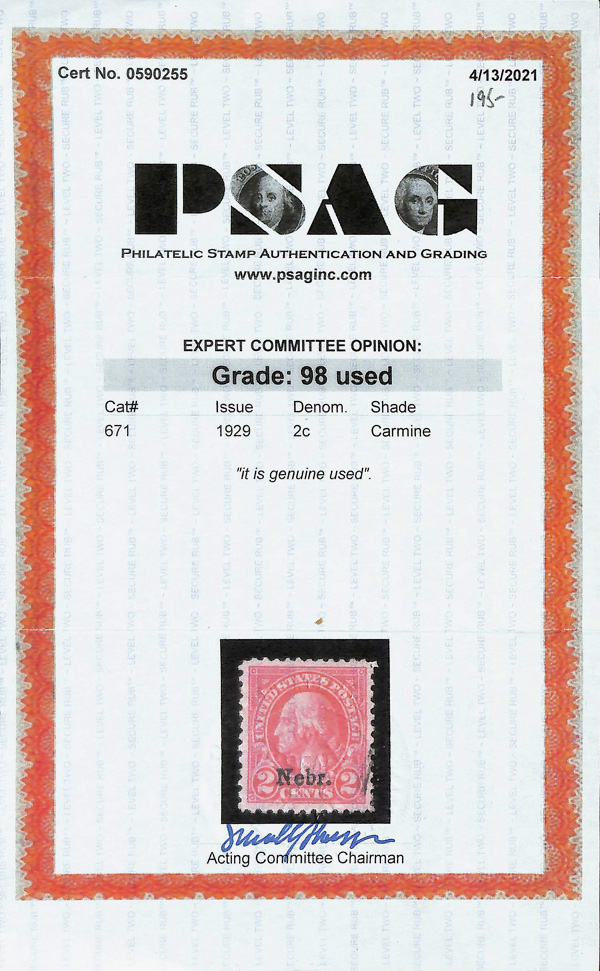 Cert No. 0590255
4/13/2021
195-
PSAG
PHILATELIC STAMP AUTHENTICATION AND GRADING
www.psaginc.com
EXPERT COMMITTEE OPINION:
Grade: 98 used
Cat# Issue Denom. Shade
671 1929 2c Carmine
"it is genuine used".
UNITED STATES POSTAGE
Nebr.
2 CENTS 2
Acting Committee Chairman